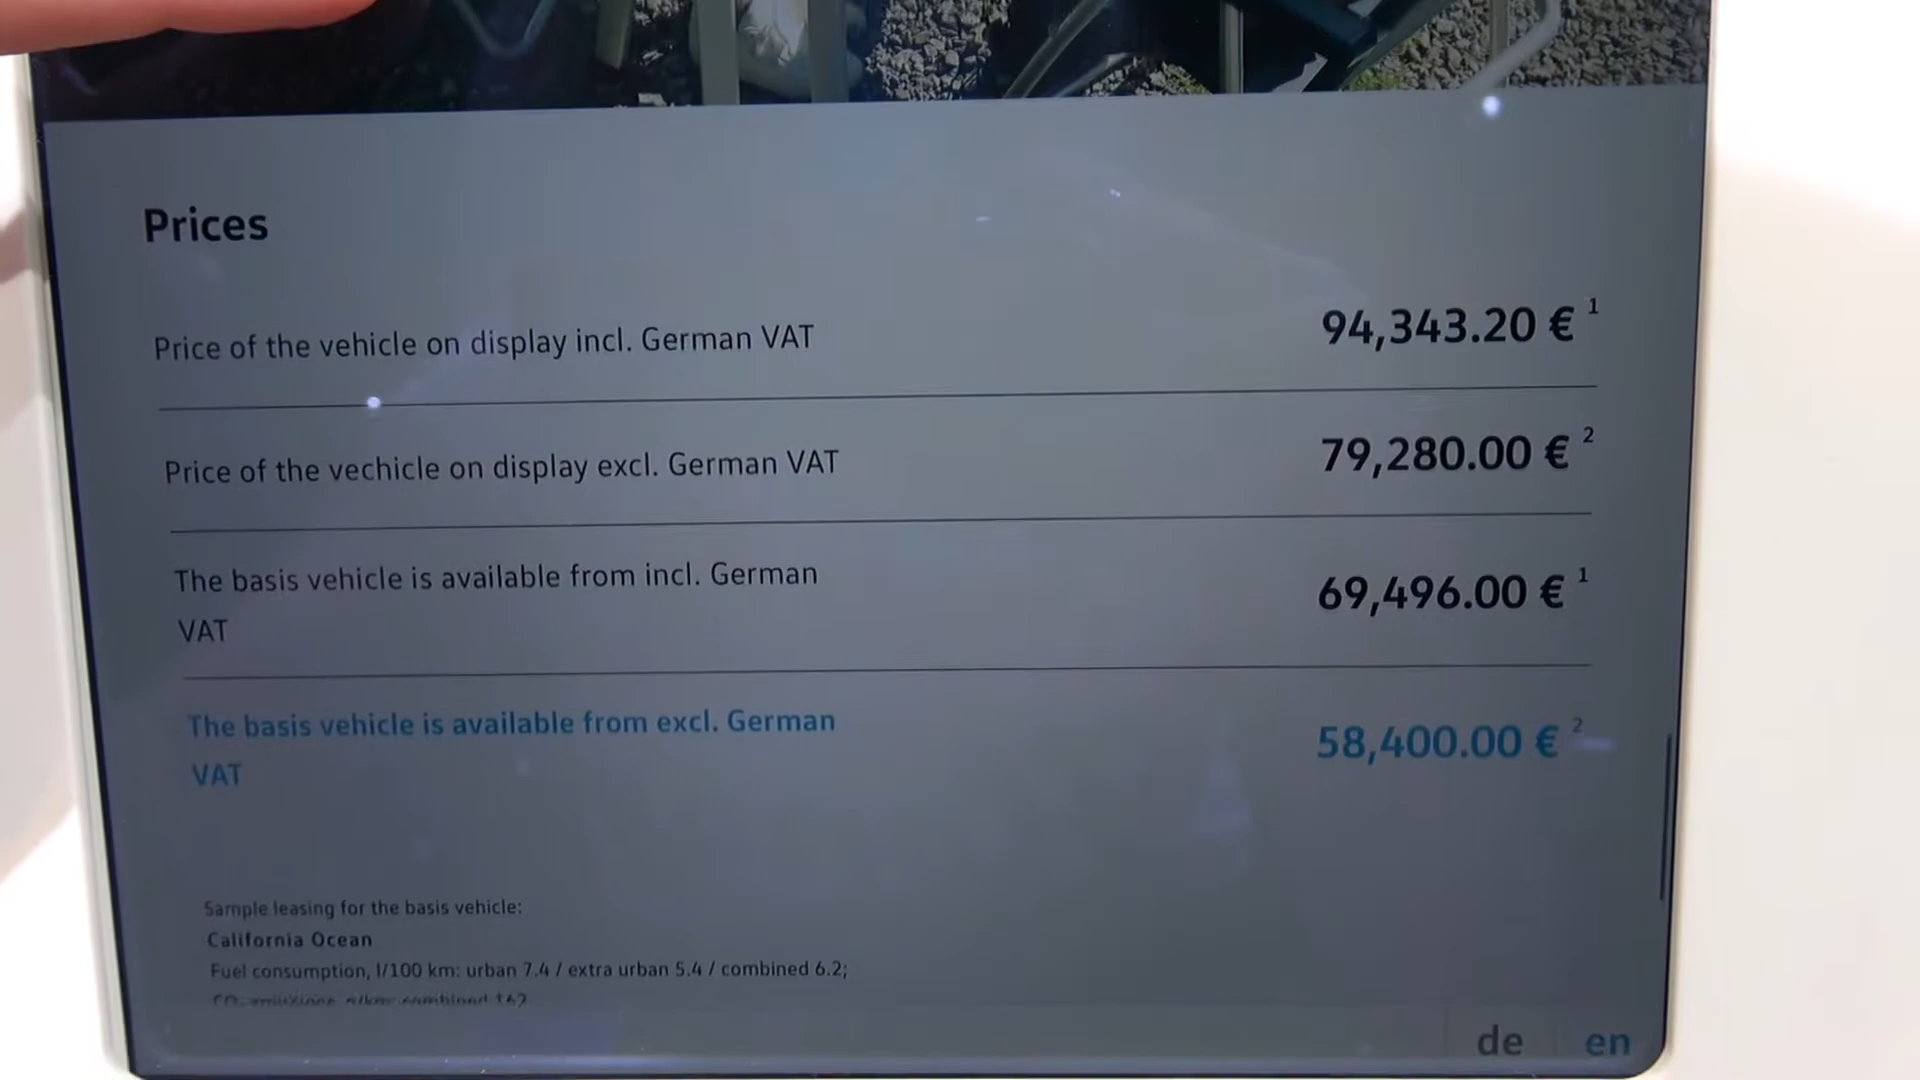 Prices
Price of the vehicle on display incl. German VAT 94,343.20 € 1
Price of the vechicle on display excl. German VAT 79,280.00 € 2
The basis vehicle is available from incl. German 69,496.00 € 1
VAT
The basis vehicle is available from excl. German 58,400.00 € 2
VAT
Sample leasing for the basis vehicle:
California Ocean
Fuel consumption, l/100 km: urban 7.4 / extra urban 5.4 / combined 6.2;
combined 162
de en